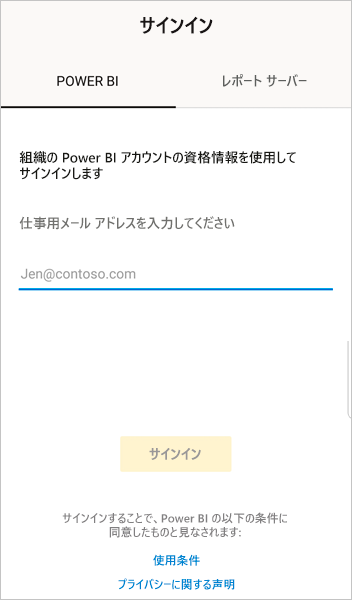 サインイン
POWER BI
レポート サーバー
組織の Power BI アカウントの資格情報を使用して
サインインします
仕事用メール アドレスを入力してください
Jen@contoso.com
サインイン
サインインすることで、Power BI の以下の条件に
同意したものと見なされます:
使用条件
プライバシーに関する声明